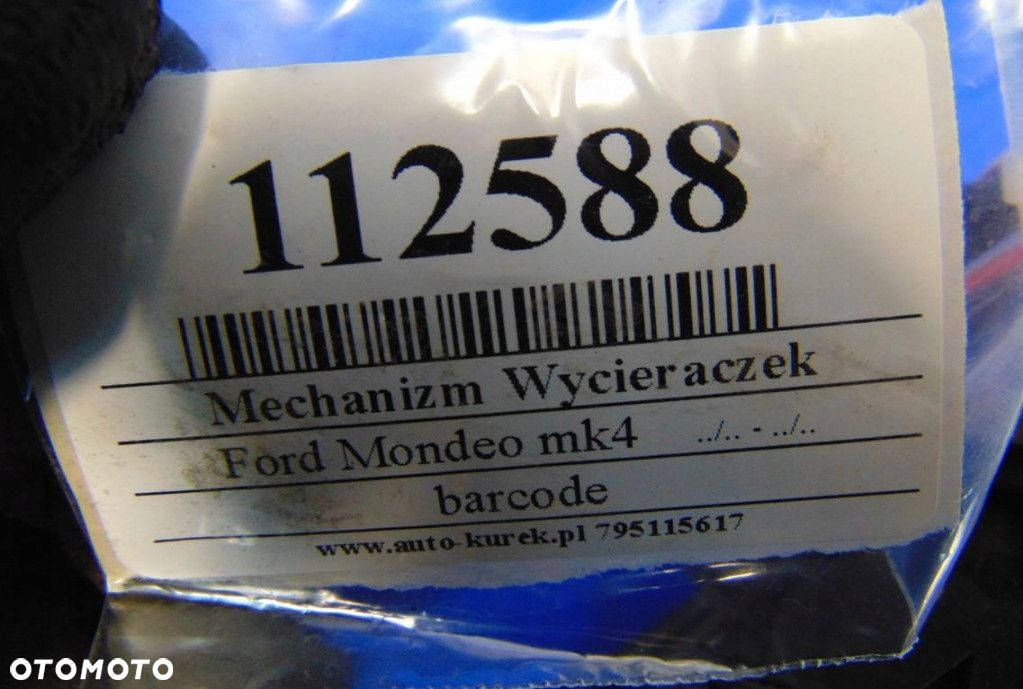 112588
Mechanizm Wycieraczek
Ford Mondeo mk4 ../.. - ../..
barcode
www.auto-kurek.pl 795115617
OTOMOTO